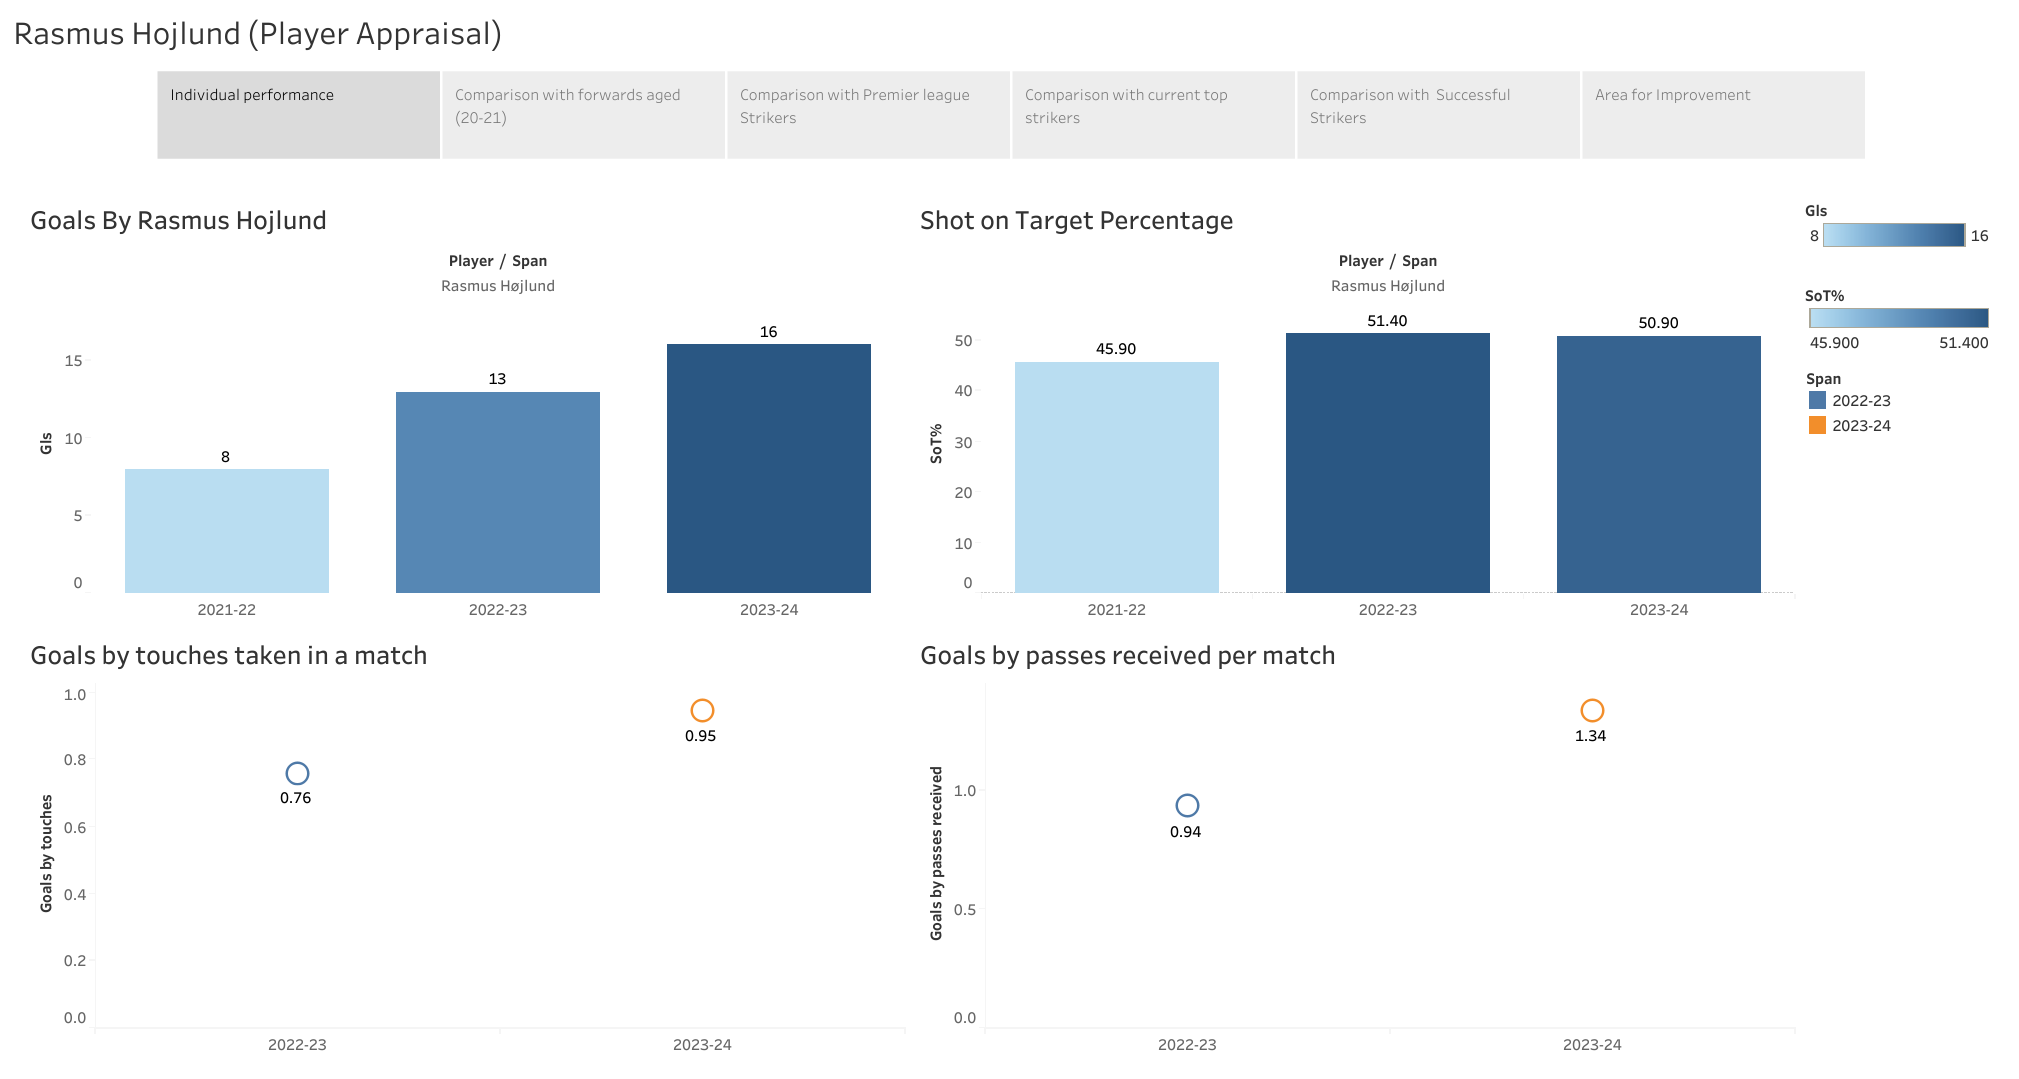 Rasmus Hojlund (Player Appraisal)
Individual performance
Comparison with forwards aged
(20-21)
Comparison with Premier league
Strikers
Comparison with current top
strikers
Comparison with  Successful
Strikers
Area for Improvement
Goals By Rasmus Hojlund
Player / Span
Rasmus Højlund
Gls
15
10
5
0
8
13
16
2021-22
2022-23
2023-24
Shot on Target Percentage
Player / Span
Rasmus Højlund
SoT%
50
40
30
20
10
0
45.90
51.40
50.90
2021-22
2022-23
2023-24
Gls
8 16
SoT%
45.900 51.400
Span
2022-23
2023-24
Goals by touches taken in a match
Goals by touches
1.0
0.8
0.6
0.4
0.2
0.0
0.76
0.95
2022-23
2023-24
Goals by passes received per match
Goals by passes received
1.0
0.5
0.0
0.94
1.34
2022-23
2023-24